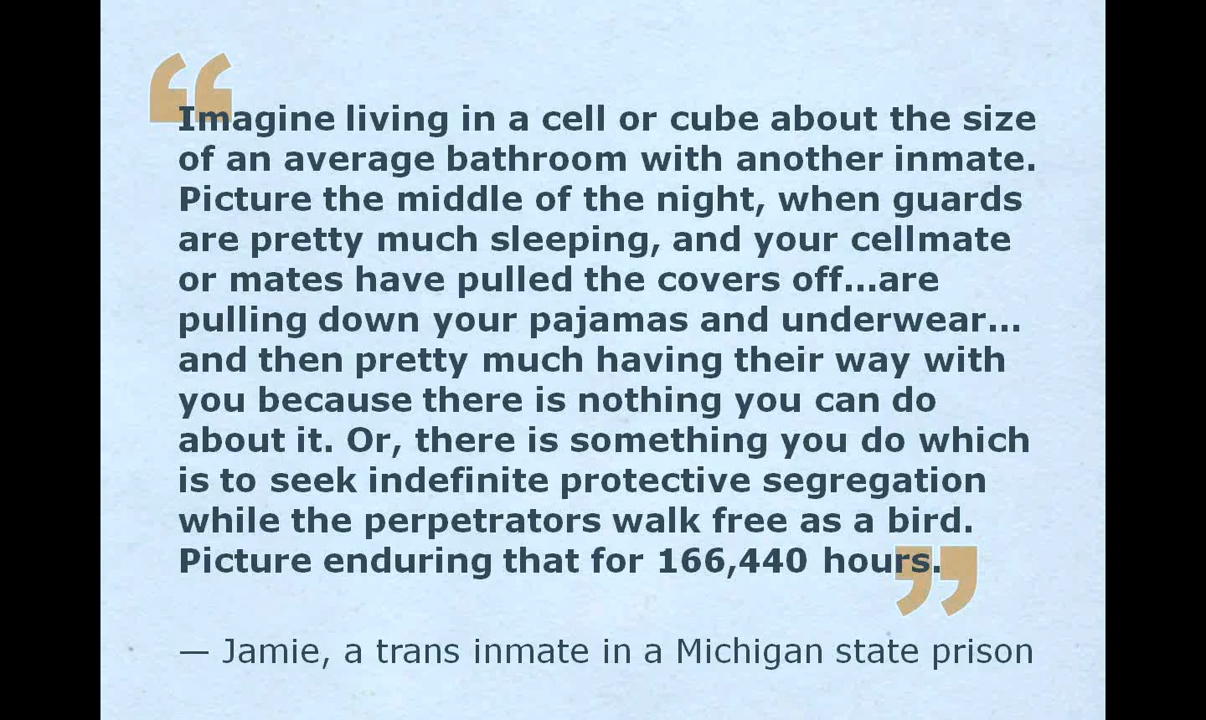 “Imagine living in a cell or cube about the size
of an average bathroom with another inmate.
Picture the middle of the night, when guards
are pretty much sleeping, and your cellmate
or mates have pulled the covers off...are
pulling down your pajamas and underwear...
and then pretty much having their way with
you because there is nothing you can do
about it. Or, there is something you do which
is to seek indefinite protective segregation
while the perpetrators walk free as a bird.
Picture enduring that for 166,440 hours.”
— Jamie, a trans inmate in a Michigan state prison